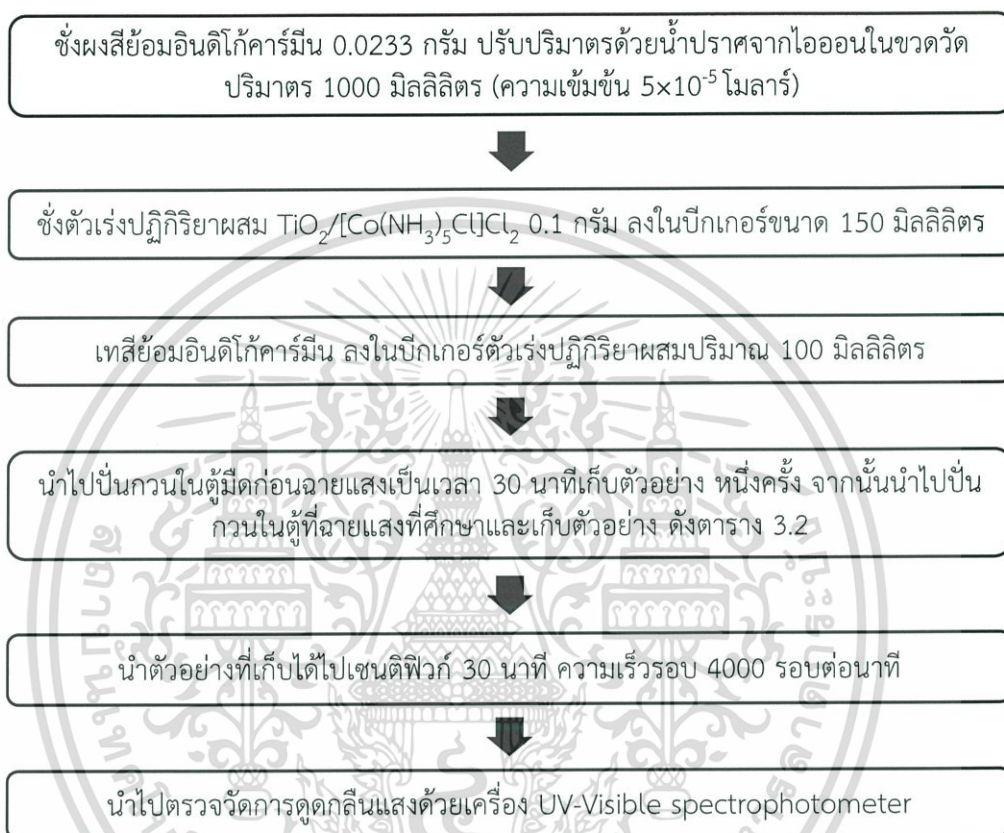 ชั่งผงสีย้อมอินดิโก้คาร์มีน 0.0233 กรัม ปรับปริมาตรด้วยน้ำปราศจากไอออนในขวดวัด
ปริมาตร 1000 มิลลิลิตร (ความเข้มข้น 5×10⁻⁵ โมลาร์)
ชั่งตัวเร่งปฏิกิริยาผสม TiO₂/[Co(NH₃)₅Cl]Cl₂ 0.1 กรัม ลงในบีกเกอร์ขนาด 150 มิลลิลิตร
เทสีย้อมอินดิโก้คาร์มีน ลงในบีกเกอร์ตัวเร่งปฏิกิริยาผสมปริมาณ 100 มิลลิลิตร
นำไปปั่นกวนในตู้มืดก่อนฉายแสงเป็นเวลา 30 นาทีเก็บตัวอย่าง หนึ่งครั้ง จากนั้นนำไปปั่น
กวนในตู้ที่ฉายแสงที่ศึกษาและเก็บตัวอย่าง ดังตาราง 3.2
นำตัวอย่างที่เก็บได้ไปเซนติฟิวก์ 30 นาที ความเร็วรอบ 4000 รอบต่อนาที
นำไปตรวจวัดการดูดกลืนแสงด้วยเครื่อง UV-Visible spectrophotometer